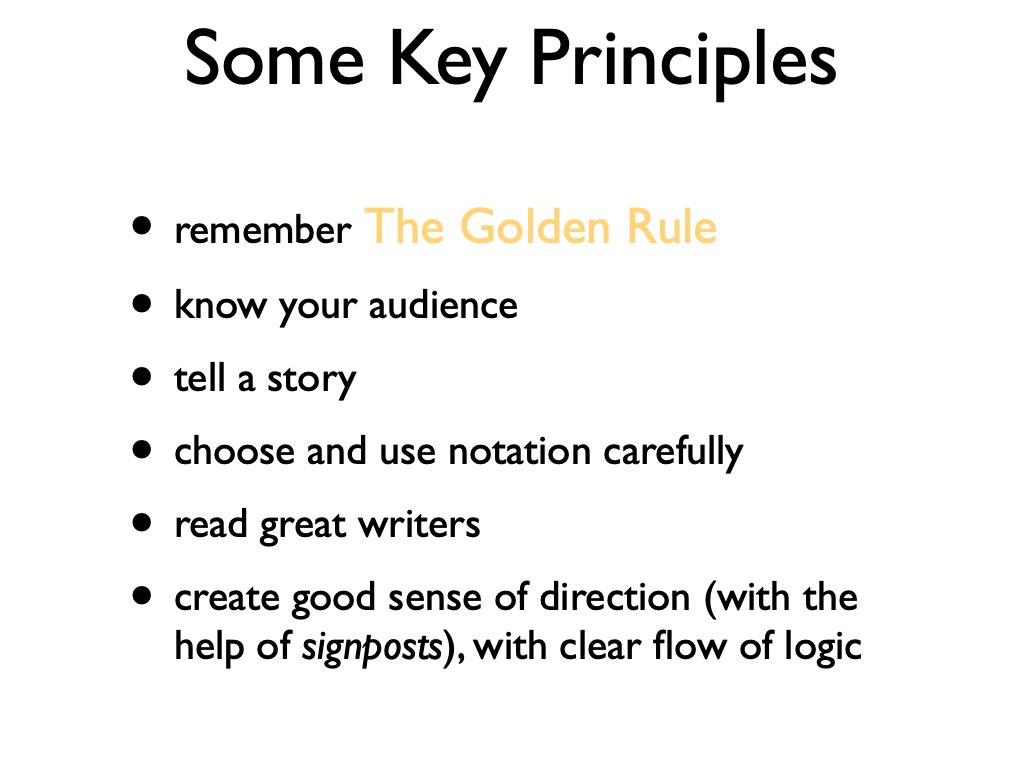 Some Key Principles
• remember The Golden Rule
• know your audience
• tell a story
• choose and use notation carefully
• read great writers
• create good sense of direction (with the
help of signposts), with clear flow of logic